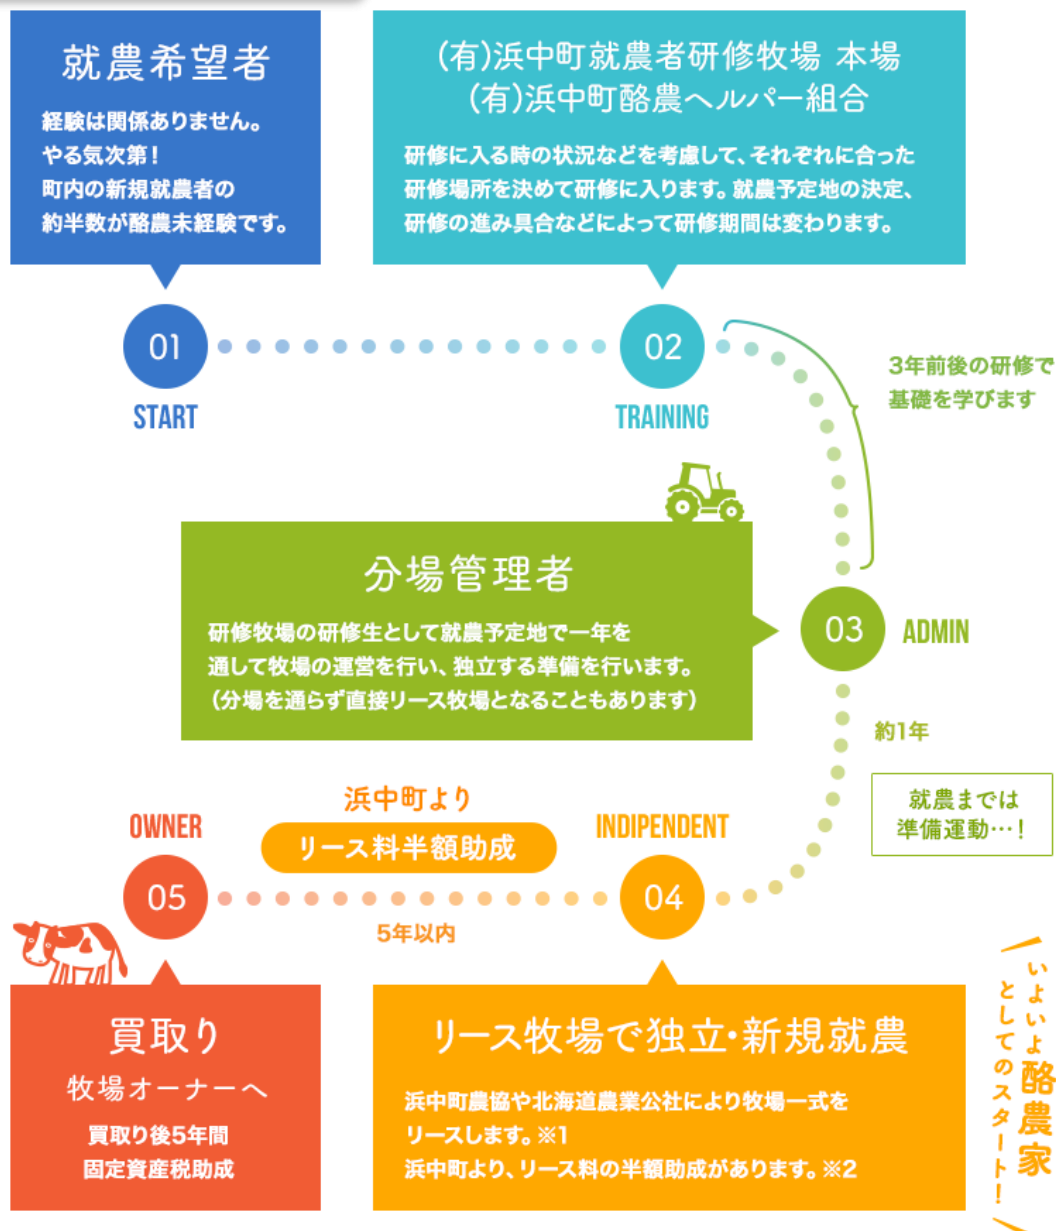 就農希望者
経験は関係ありません。
やる気次第!
町内の新規就農者の
約半数が酪農未経験です。
(有)浜中町就農者研修牧場 本場
(有)浜中町酪農ヘルパー組合
研修に入る時の状況などを考慮して、それぞれに合った
研修場所を決めて研修に入ります。就農予定地の決定、
研修の進み具合などによって研修期間は変わります。
01
START
02
TRAINING
3年前後の研修で
基礎を学びます
分場管理者
研修牧場の研修生として就農予定地で一年を
通して牧場の運営を行い、独立する準備を行います。
(分場を通らず直接リース牧場となることもあります)
03
ADMIN
約1年
就農までは
準備運動…!
INDIPENDENT
04
浜中町より
リース料半額助成
5年以内
OWNER
05
リース牧場で独立・新規就農
浜中町農協や北海道農業公社により牧場一式を
リースします。※1
浜中町より、リース料の半額助成があります。※2
いよいよ酪農家
としてのスタート!
買取り
牧場オーナーへ
買取り後5年間
固定資産税助成